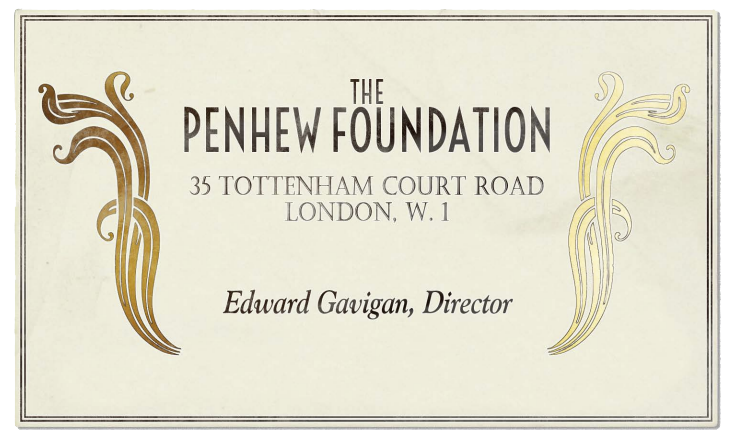 THE
PENHEW FOUNDATION
35 TOTTENHAM COURT ROAD
LONDON, W. 1
Edward Gavigan, Director